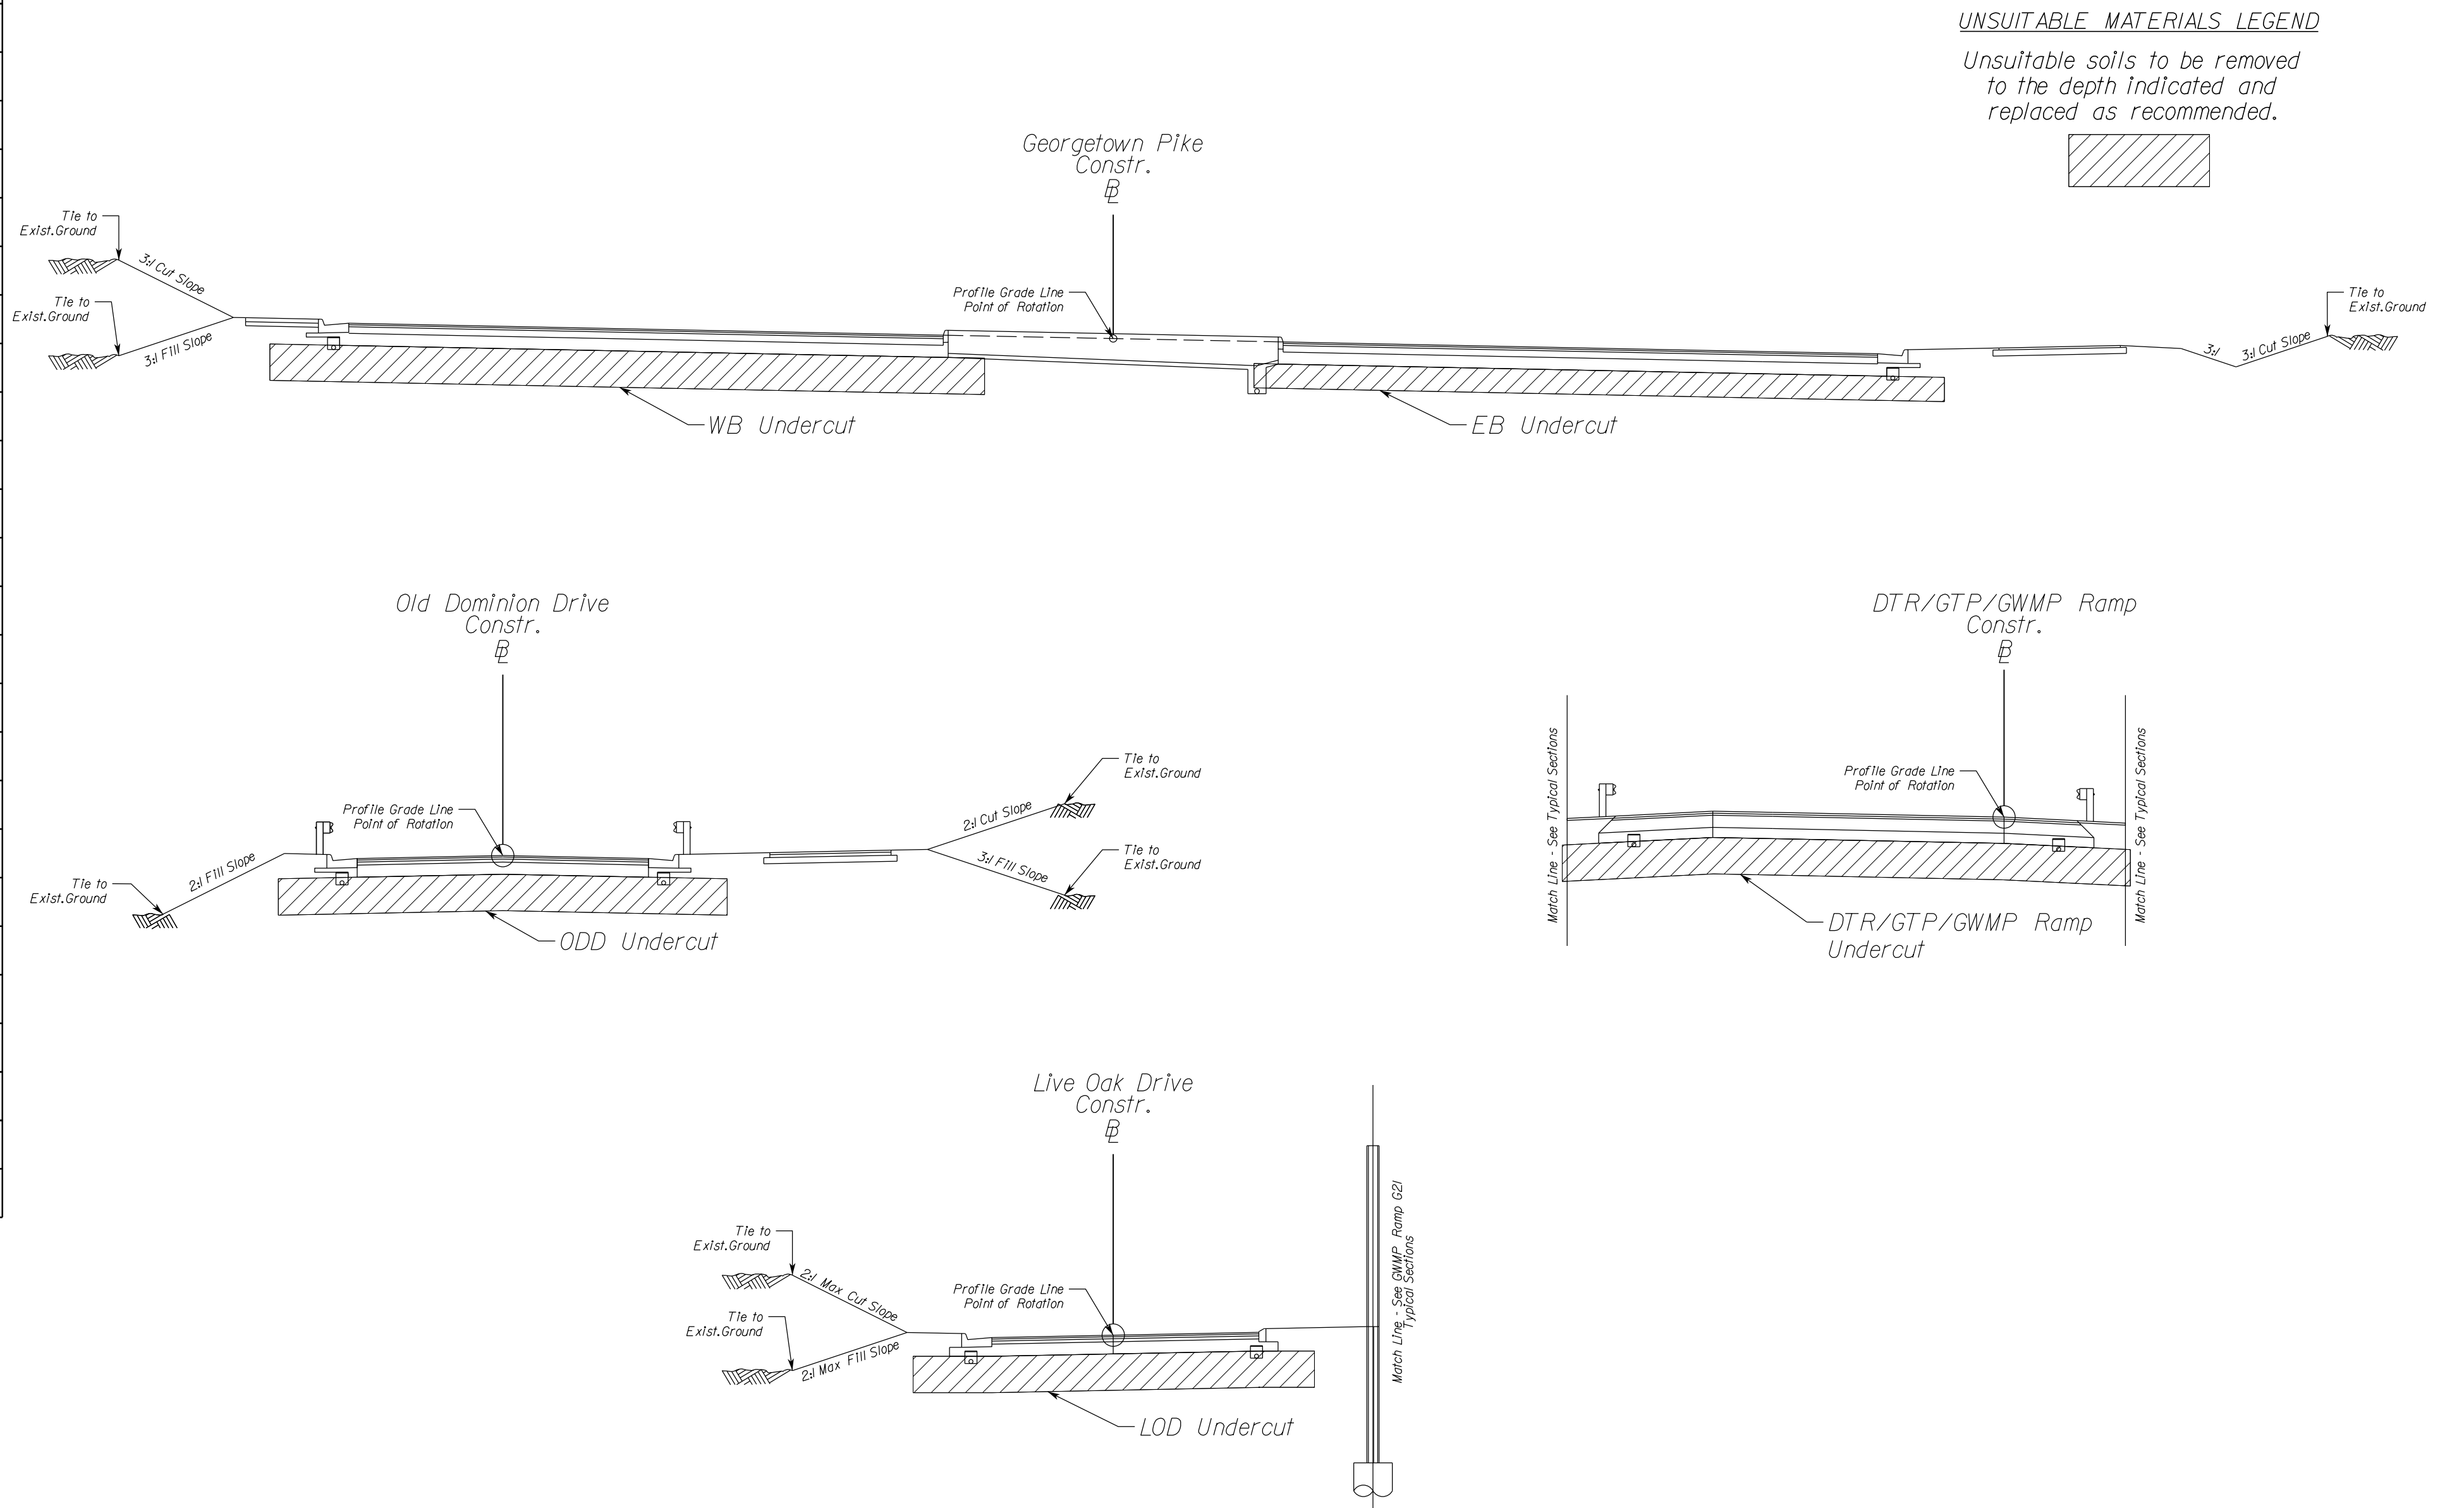 UNSUITABLE MATERIALS LEGEND
Unsuitable soils to be removed
to the depth indicated and
replaced as recommended.
Georgetown Pike
Constr.
BL
Tie to
Exist.Ground
3:1 Cut Slope
Tie to
Exist.Ground
3:1 Fill Slope
Profile Grade Line
Point of Rotation
Tie to
Exist.Ground
3:1
3:1 Cut Slope
WB Undercut
EB Undercut
Old Dominion Drive
Constr.
BL
Profile Grade Line
Point of Rotation
Tie to
Exist.Ground
2:1 Cut Slope
2:1 Fill Slope
Tie to
Exist.Ground
3:1 Fill Slope
Tie to
Exist.Ground
ODD Undercut
DTR/GTP/GWMP Ramp
Constr.
BL
Match Line - See Typical Sections
Profile Grade Line
Point of Rotation
Match Line - See Typical Sections
DTR/GTP/GWMP Ramp
Undercut
Live Oak Drive
Constr.
BL
Tie to
Exist.Ground
2:1 Max Cut Slope
Tie to
Exist.Ground
2:1 Max Fill Slope
Profile Grade Line
Point of Rotation
Match Line - See GWMP Ramp G21
Typical Sections
LOD Undercut